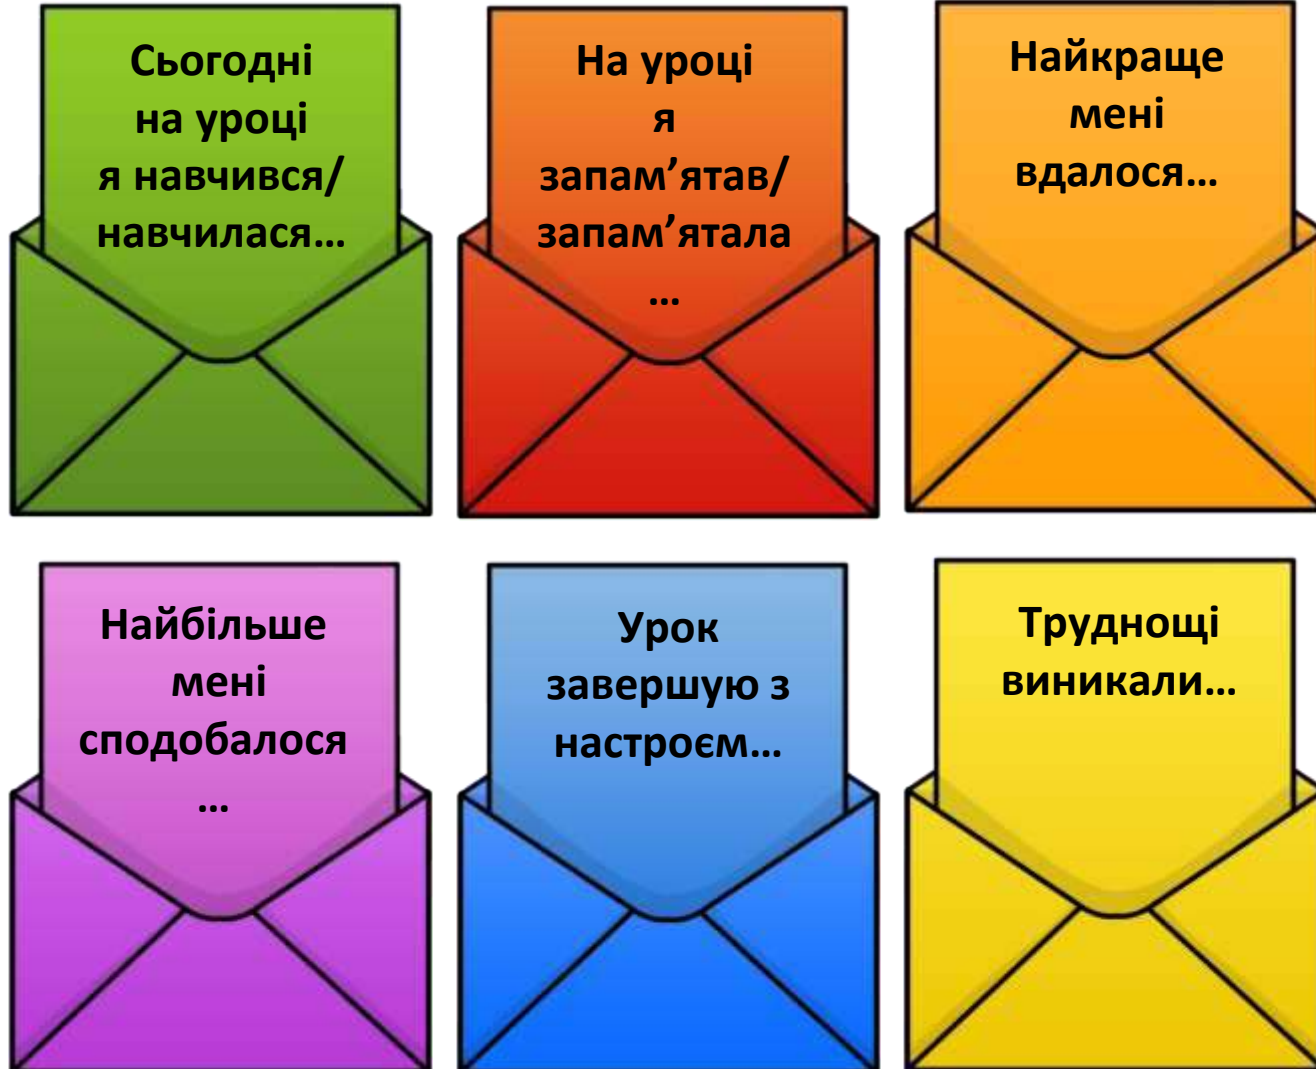 Сьогодні
на уроці
я навчився/
навчилася…
На уроці
я
запам’ятав/
запам’ятала
…
Найкраще
мені
вдалося…
Найбільше
мені
сподобалося
…
Урок
завершую з
настроєм…
Труднощі
виникали…